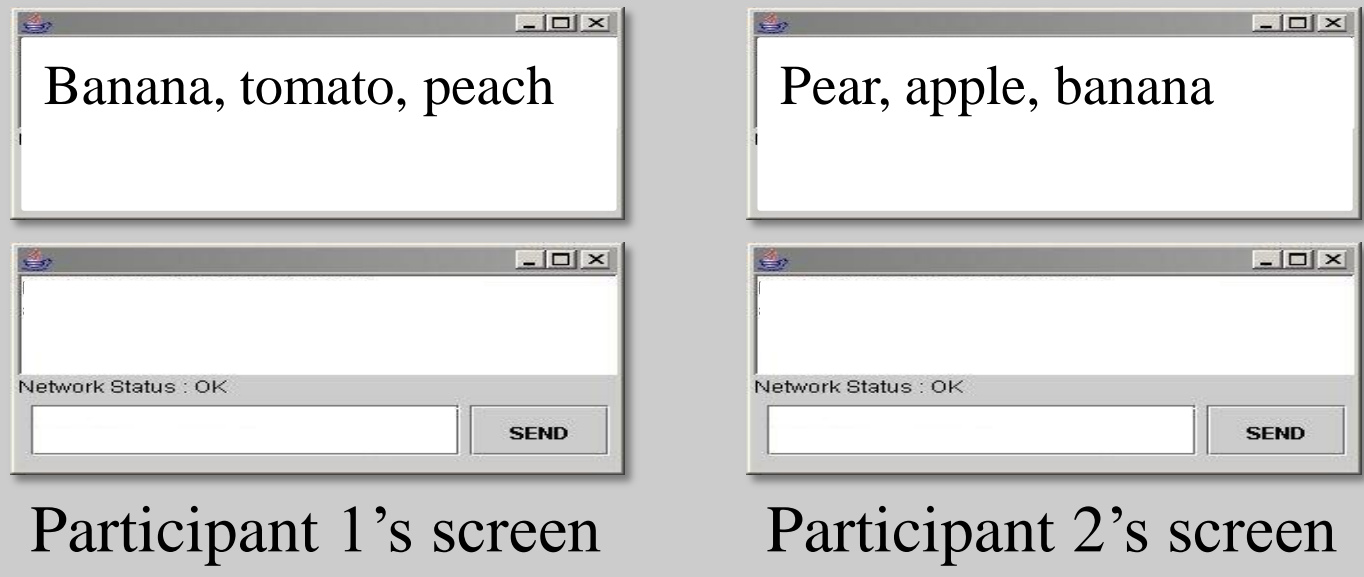 Banana, tomato, peach
Pear, apple, banana
Network Status : OK
SEND
Network Status : OK
SEND
Participant 1’s screen
Participant 2’s screen